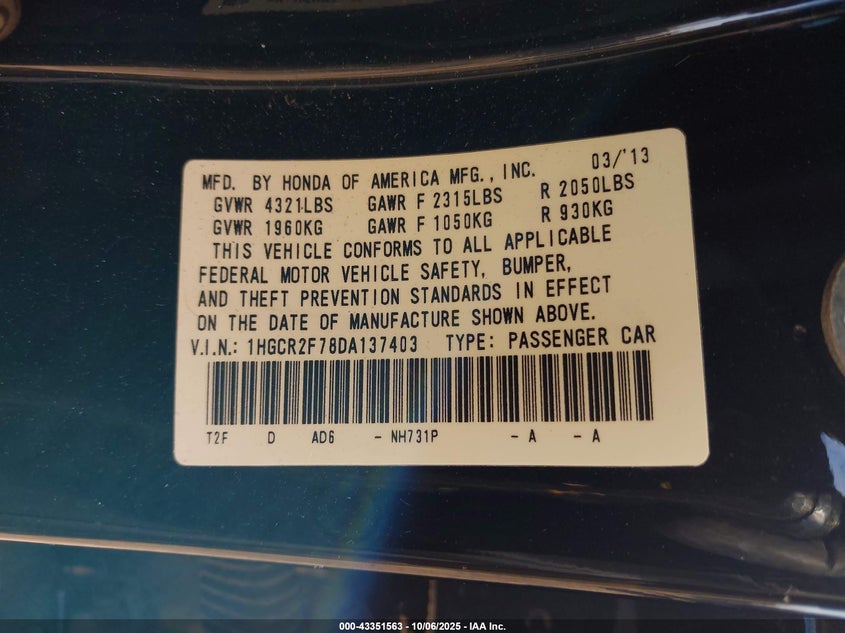 MFD. BY HONDA OF AMERICA MFG., INC. 03/'13
GVWR 4321LBS GAWR F 2315LBS R 2050LBS
GVWR 1960KG GAWR F 1050KG R 930KG
THIS VEHICLE CONFORMS TO ALL APPLICABLE
FEDERAL MOTOR VEHICLE SAFETY, BUMPER,
AND THEFT PREVENTION STANDARDS IN EFFECT
ON THE DATE OF MANUFACTURE SHOWN ABOVE.
V.I.N.: 1HGCR2F78DA137403 TYPE: PASSENGER CAR
T2F D AD6 - NH731P - A - A
000-43351563 - 10/06/2025 - IAA Inc.